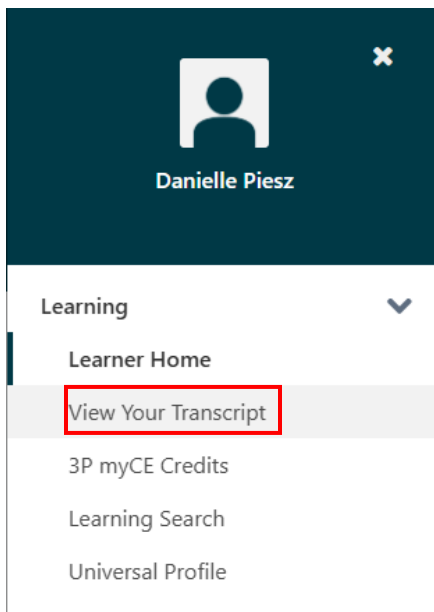 Danielle Piesz
Learning
Learner Home
View Your Transcript
3P myCE Credits
Learning Search
Universal Profile